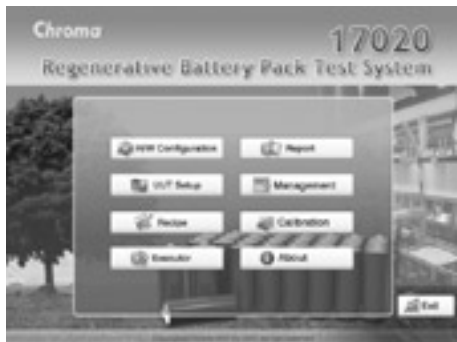 Chroma
17020
Regenerative Battery Pack Test System
H/W Configuration
Report
UUT Setup
Management
Recipe
Calibration
Executor
About
Exit